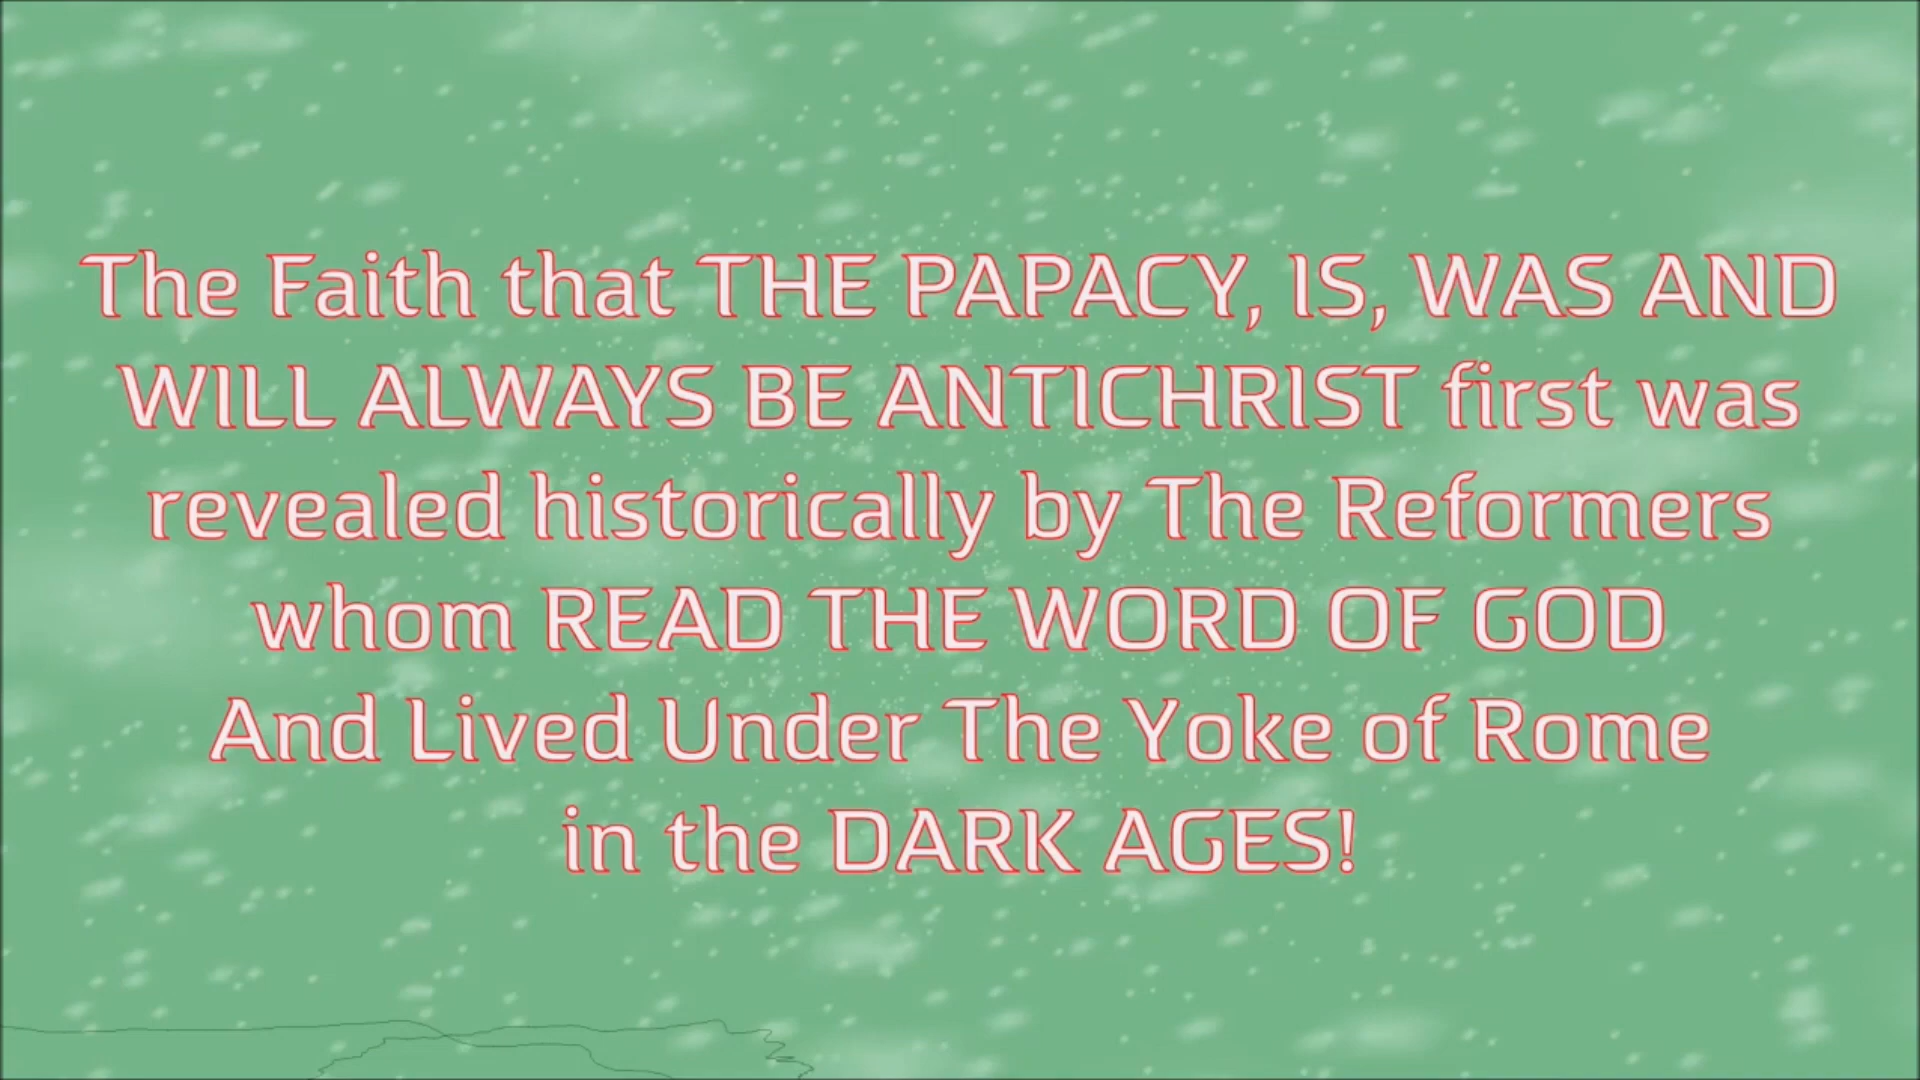 The Faith that THE PAPACY, IS, WAS AND
WILL ALWAYS BE ANTICHRIST first was
revealed historically by The Reformers
whom READ THE WORD OF GOD
And Lived Under The Yoke of Rome
in the DARK AGES!